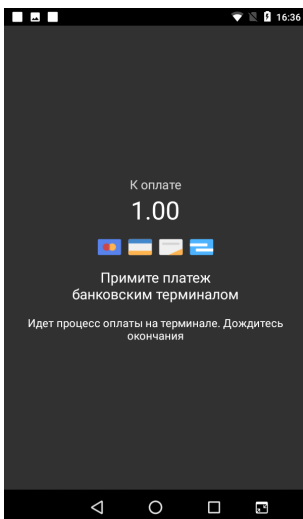 16:36
К оплате
1.00
Примите платеж
банковским терминалом
Идет процесс оплаты на терминале. Дождитесь
окончания